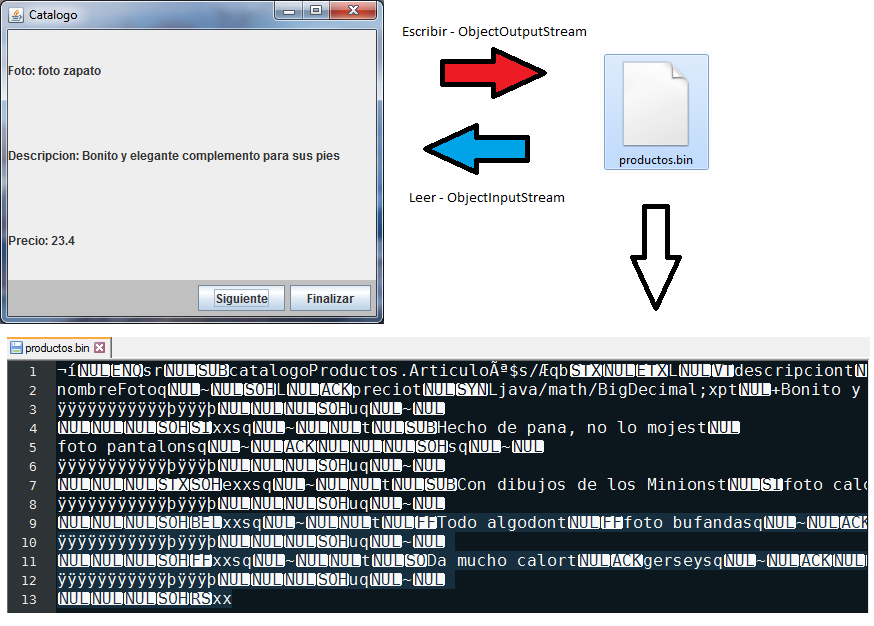 Catalogo
Foto: foto zapato
Descripcion: Bonito y elegante complemento para sus pies
Precio: 23.4
Siguiente
Finalizar
Escribir - ObjectOutputStream
Leer - ObjectInputStream
productos.bin
productos.bin
1 ¬íNULENQsrNULSUBcatalogoProductos.ArticuloÃª$s/ÆqbSTXNULETXLNULVTdescripciont
2 nombreFotoqNUL~NULSOHLNULACKpreciotNULSYNLjava/math/BigDecimal;xptNUL+Bonito y
3 ÿÿÿÿÿÿÿÿÿÿÿþÿÿÿþNULNULNULSOHuqNUL~NUL
4 NULNULNULSOHSIxxsqNUL~NULNULtNULSUBHecho de pana, no lo mojestNUL
5 foto pantalonsqNUL~NULACKNULNULNULSOHsqNUL~NUL
6 ÿÿÿÿÿÿÿÿÿÿÿþÿÿÿþNULNULNULSOHuqNUL~NUL
7 NULNULNULSTXSOHexxsqNUL~NULNULtNULSUBCon dibujos de los MinionstNULSIfoto calc
8 ÿÿÿÿÿÿÿÿÿÿÿþÿÿÿþNULNULNULSOHuqNUL~NUL
9 NULNULNULSOHBELxxsqNUL~NULNULtNULFFTodo algodontNULFFfoto bufandasqNUL~NULACK
10 ÿÿÿÿÿÿÿÿÿÿÿþÿÿÿþNULNULNULSOHuqNUL~NUL
11 NULNULNULSOHFFxxsqNUL~NULNULtNULSODa mucho calortNULACKgerseysqNUL~NULACKNUL
12 ÿÿÿÿÿÿÿÿÿÿÿþÿÿÿþNULNULNULSOHuqNUL~NUL
13 NULNULNULSOHRSxx